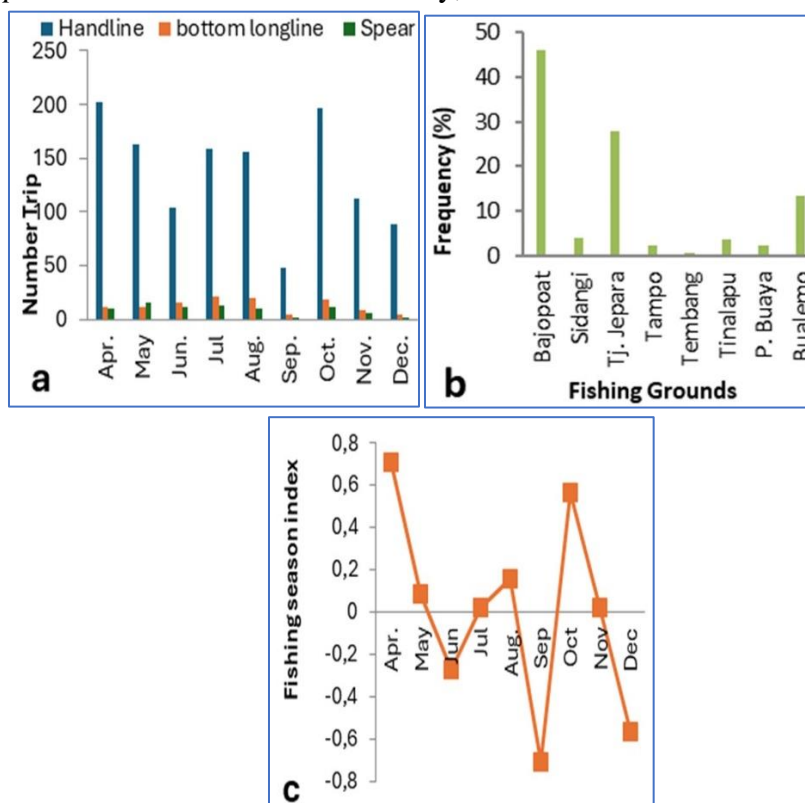 Handline bottom longline Spear
Number Trip
250
200
150
100
50
0
Apr.
May
Jun.
Jul
Aug.
Sep.
Oct.
Nov.
Dec.
a
Frequency (%)
50
40
30
20
10
0
Bajopoat
Sidangi
Tj. Jepara
Tampo
Tembang
Tinalapu
P. Buaya
Bualemo
Fishing Grounds
b
Fishing season index
0,8
0,6
0,4
0,2
0
-0,2
-0,4
-0,6
-0,8
Apr.
May
Jun
Jul
Aug.
Sep
Oct
Nov
Dec
c